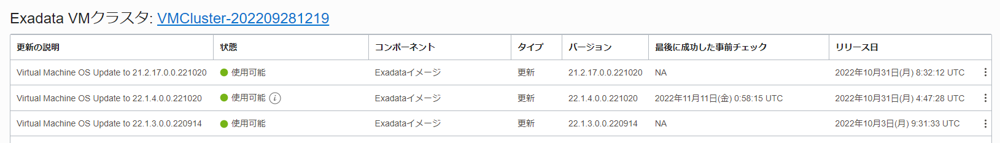 Exadata VMクラスタ: VMCluster-202209281219
更新の説明 状態 コンポーネント タイプ バージョン 最後に成功した事前チェック リリース日
Virtual Machine OS Update to 21.2.17.0.0.221020 使用可能 Exadataイメージ 更新 21.2.17.0.0.221020 NA 2022年10月31日(月) 8:32:12 UTC
Virtual Machine OS Update to 22.1.4.0.0.221020 使用可能 i Exadataイメージ 更新 22.1.4.0.0.221020 2022年11月11日(金) 0:58:15 UTC 2022年10月31日(月) 4:47:28 UTC
Virtual Machine OS Update to 22.1.3.0.0.220914 使用可能 Exadataイメージ 更新 22.1.3.0.0.220914 NA 2022年10月3日(月) 9:31:33 UTC